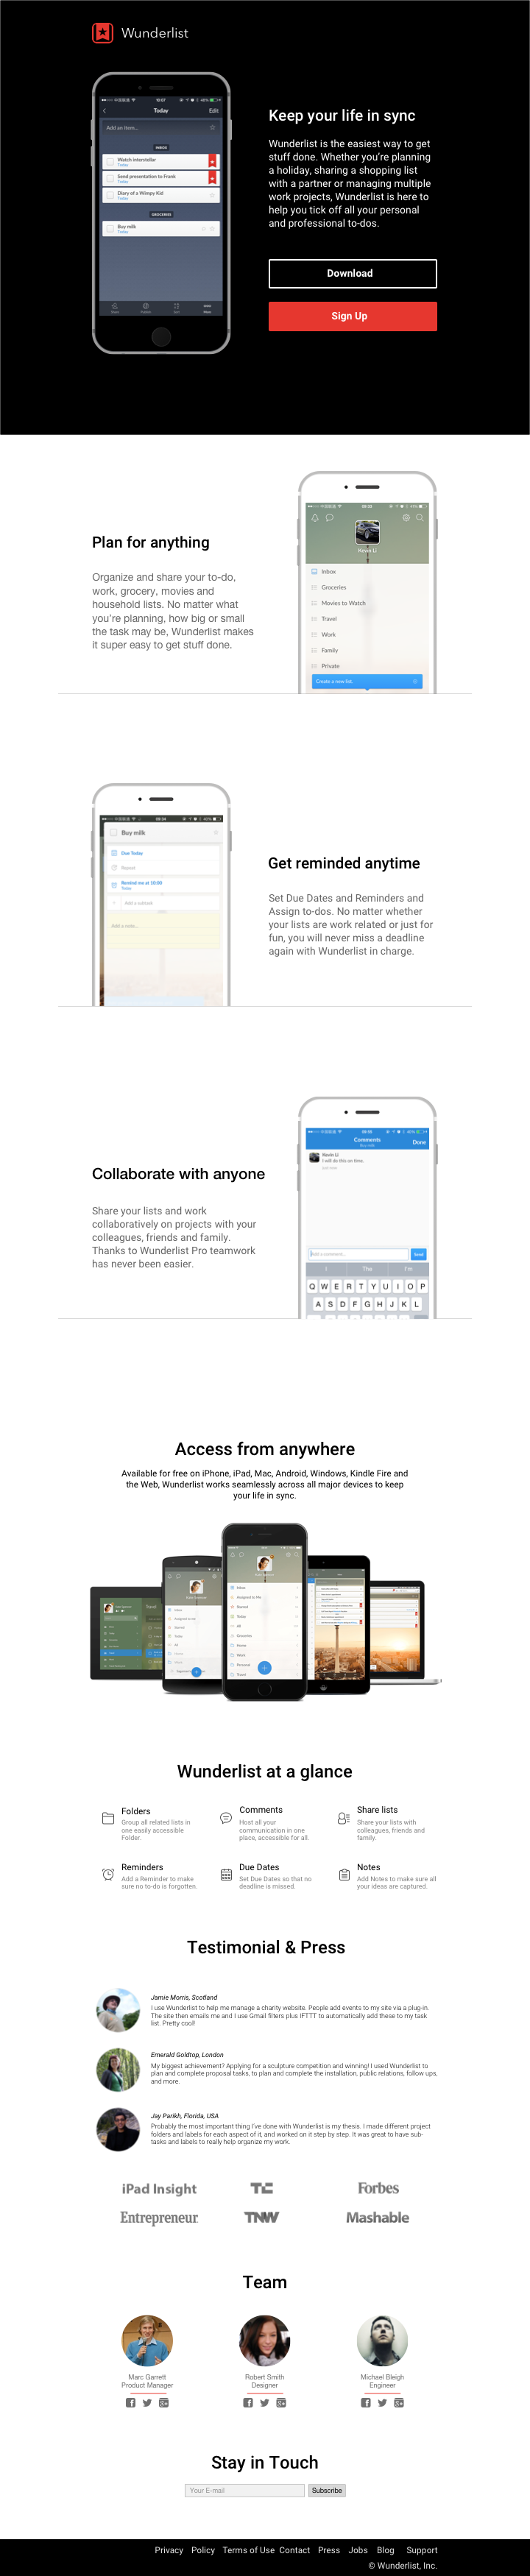 Wunderlist
Today
Edit
Add an item...
INBOX
Watch interstellar
Today
Send presentation to Frank
Today
Diary of a Wimpy Kid
Today
GROCERIES
Buy milk
Today
Keep your life in sync
Wunderlist is the easiest way to get
stuff done. Whether you're planning
a holiday, sharing a shopping list
with a partner or managing multiple
work projects, Wunderlist is here to
help you tick off all your personal
and professional to-dos.
Download
Sign Up
Plan for anything
Organize and share your to-do,
work, grocery, movies and
household lists. No matter what
you're planning, how big or small
the task may be, Wunderlist makes
it super easy to get stuff done.
Kevin Li
Inbox
Groceries
Movies to Watch
Travel
Work
Family
Private
Create a new list.
Buy milk
Due Today
Repeat
Remind me at 10:00
Today
Add a subtask
Add a note...
Get reminded anytime
Set Due Dates and Reminders and
Assign to-dos. No matter whether
your lists are work related or just for
fun, you will never miss a deadline
again with Wunderlist in charge.
Collaborate with anyone
Share your lists and work
collaboratively on projects with your
colleagues, friends and family.
Thanks to Wunderlist Pro teamwork
has never been easier.
Comments
Buy milk
Done
Kevin Li
I will do this on time.
just now
Add a comment...
Send
I The I'm
Q W E R T Y U I O P
A S D F G H J K L
Access from anywhere
Available for free on iPhone, iPad, Mac, Android, Windows, Kindle Fire and
the Web, Wunderlist works seamlessly across all major devices to keep
your life in sync.
Wunderlist at a glance
Folders
Group all related lists in
one easily accessible
Folder.
Comments
Host all your
communication in one
place, accessible for all.
Share lists
Share your lists with
colleagues, friends and
family.
Reminders
Add a Reminder to make
sure no to-do is forgotten.
Due Dates
Set Due Dates so that no
deadline is missed.
Notes
Add Notes to make sure all
your ideas are captured.
Testimonial & Press
Jamie Morris, Scotland
I use Wunderlist to help me manage a charity website. People add events to my site via a plug-in.
The site then emails me and I use Gmail filters plus IFTTT to automatically add these to my task
list. Pretty cool!
Emerald Goldtop, London
My biggest achievement? Applying for a sculpture competition and winning! I used Wunderlist to
plan and complete proposal tasks, to plan and complete the installation, public relations, follow ups,
and more.
Jay Parikh, Florida, USA
Probably the most important thing I've done with Wunderlist is my thesis. I made different project
folders and labels for each aspect of it, and worked on it step by step. It was great to have sub-
tasks and labels to really help organize my work.
iPad Insight
TC
Forbes
Entrepreneur
TNW
Mashable
Team
Marc Garrett
Product Manager
Robert Smith
Designer
Michael Bleigh
Engineer
Stay in Touch
Your E-mail
Subscribe
Privacy Policy Terms of Use Contact Press Jobs Blog Support
© Wunderlist, Inc.